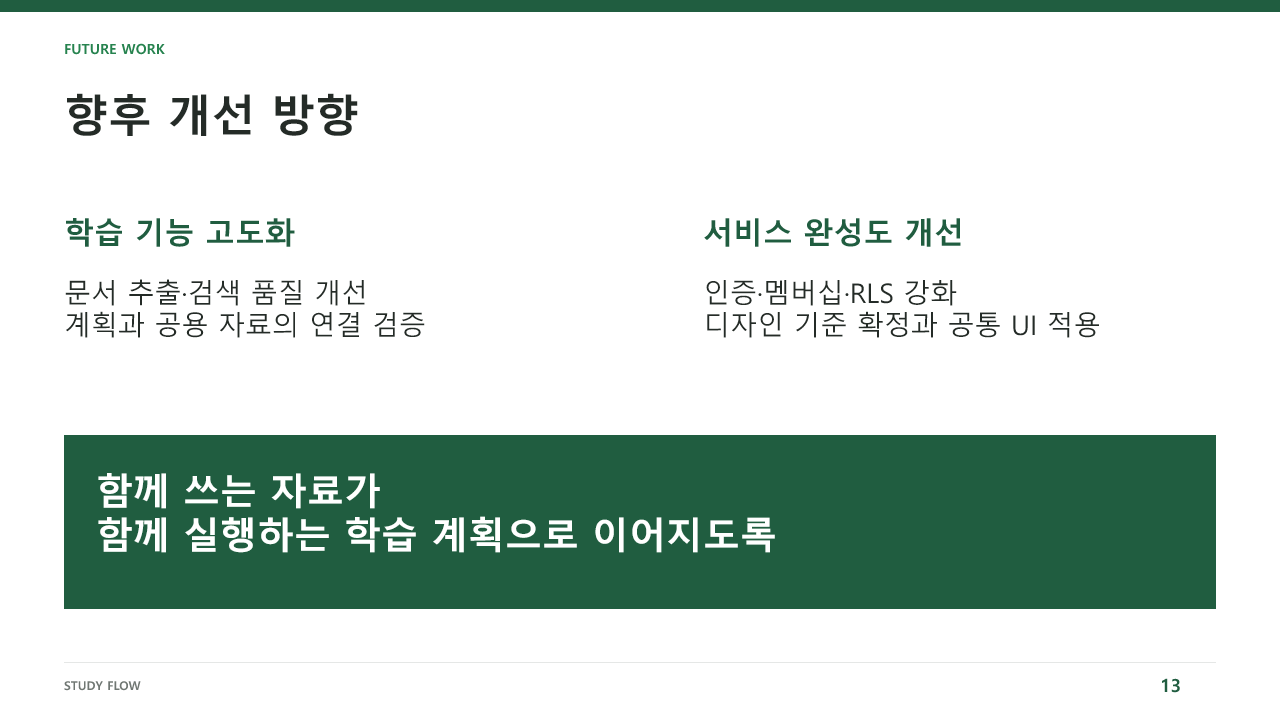 FUTURE WORK
향후 개선 방향
학습 기능 고도화
문서 추출·검색 품질 개선
계획과 공용 자료의 연결 검증
서비스 완성도 개선
인증·멤버십·RLS 강화
디자인 기준 확정과 공통 UI 적용
함께 쓰는 자료가
함께 실행하는 학습 계획으로 이어지도록
STUDY FLOW
13